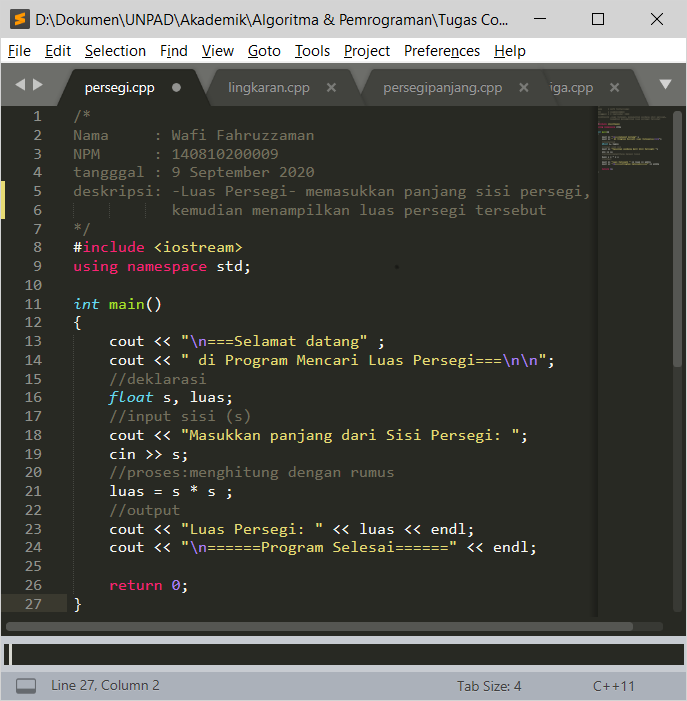 D:\Dokumen\UNPAD\Akademik\Algoritma & Pemrograman\Tugas Co...
File Edit Selection Find View Goto Tools Project Preferences Help
persegi.cpp lingkaran.cpp persegipanjang.cpp iga.cpp
1 /*
2 Nama     : Wafi Fahruzzaman
3 NPM      : 140810200009
4 tangggal : 9 September 2020
5 deskripsi: -Luas Persegi- memasukkan panjang sisi persegi,
6            kemudian menampilkan luas persegi tersebut
7 */
8 #include <iostream>
9 using namespace std;
10
11 int main()
12 {
13     cout << "\n===Selamat datang" ;
14     cout << " di Program Mencari Luas Persegi===\n\n";
15     //deklarasi
16     float s, luas;
17     //input sisi (s)
18     cout << "Masukkan panjang dari Sisi Persegi: ";
19     cin >> s;
20     //proses:menghitung dengan rumus
21     luas = s * s ;
22     //output
23     cout << "Luas Persegi: " << luas << endl;
24     cout << "\n======Program Selesai======" << endl;
25
26     return 0;
27 }
Line 27, Column 2 Tab Size: 4 C++11